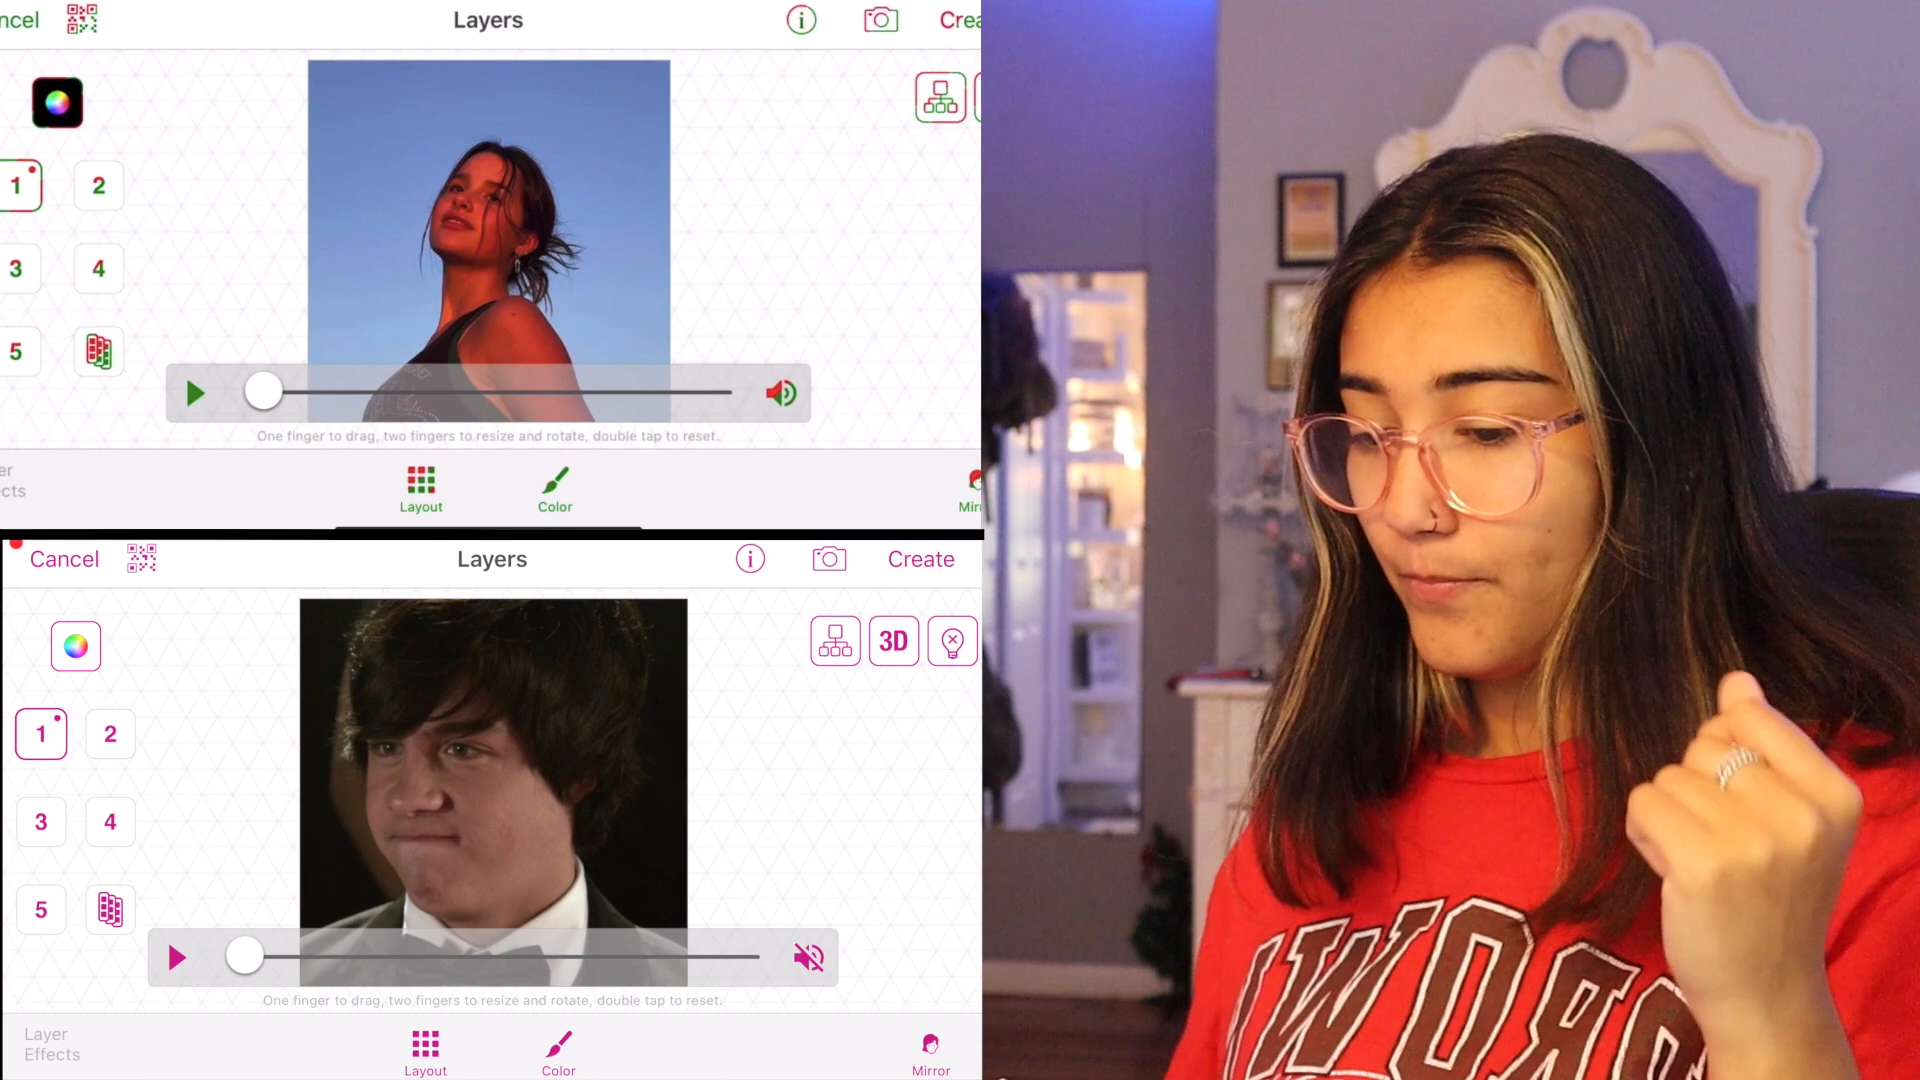 ncel
Layers
i
Crea
1
2
3
4
5
One finger to drag, two fingers to resize and rotate, double tap to reset.
er
cts
Layout
Color
Mirr
Cancel
Layers
i
Create
3D
1
2
3
4
5
One finger to drag, two fingers to resize and rotate, double tap to reset.
Layer
Effects
Layout
Color
Mirror